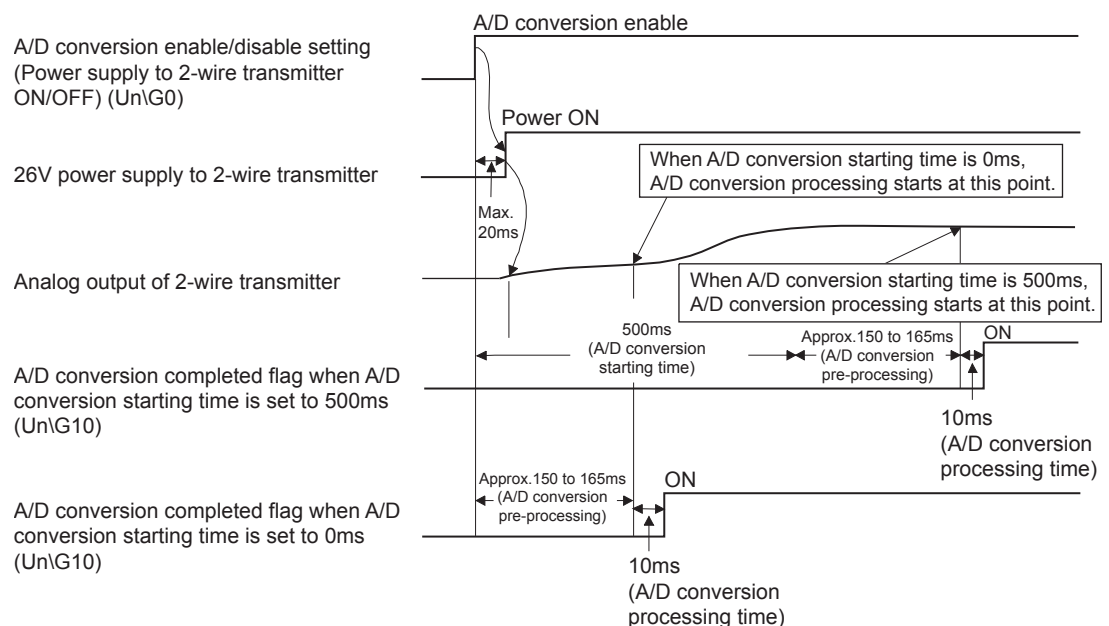 A/D conversion enable
A/D conversion enable/disable setting
(Power supply to 2-wire transmitter
ON/OFF) (Un\G0)
Power ON
When A/D conversion starting time is 0ms,
A/D conversion processing starts at this point.
26V power supply to 2-wire transmitter
Max.
20ms
Analog output of 2-wire transmitter
When A/D conversion starting time is 500ms,
A/D conversion processing starts at this point.
500ms
(A/D conversion
starting time)
Approx.150 to 165ms
(A/D conversion
pre-processing)
ON
A/D conversion completed flag when A/D
conversion starting time is set to 500ms
(Un\G10)
10ms
(A/D conversion
processing time)
Approx.150 to 165ms
(A/D conversion
pre-processing)
ON
A/D conversion completed flag when A/D
conversion starting time is set to 0ms
(Un\G10)
10ms
(A/D conversion
processing time)